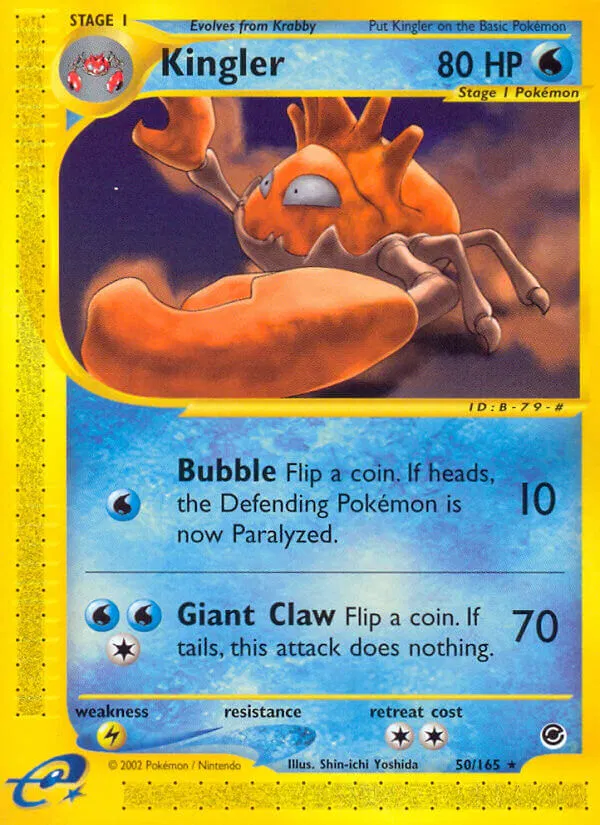 STAGE 1
Evolves from Krabby
Put Kingler on the Basic Pokémon
Kingler
80 HP
Stage 1 Pokémon
ID:B-79-#
Bubble Flip a coin. If heads,
the Defending Pokémon is
now Paralyzed.
10
Giant Claw Flip a coin. If
tails, this attack does nothing.
70
weakness
resistance
retreat cost
© 2002 Pokémon / Nintendo
Illus. Shin-ichi Yoshida
50/165 ★
e